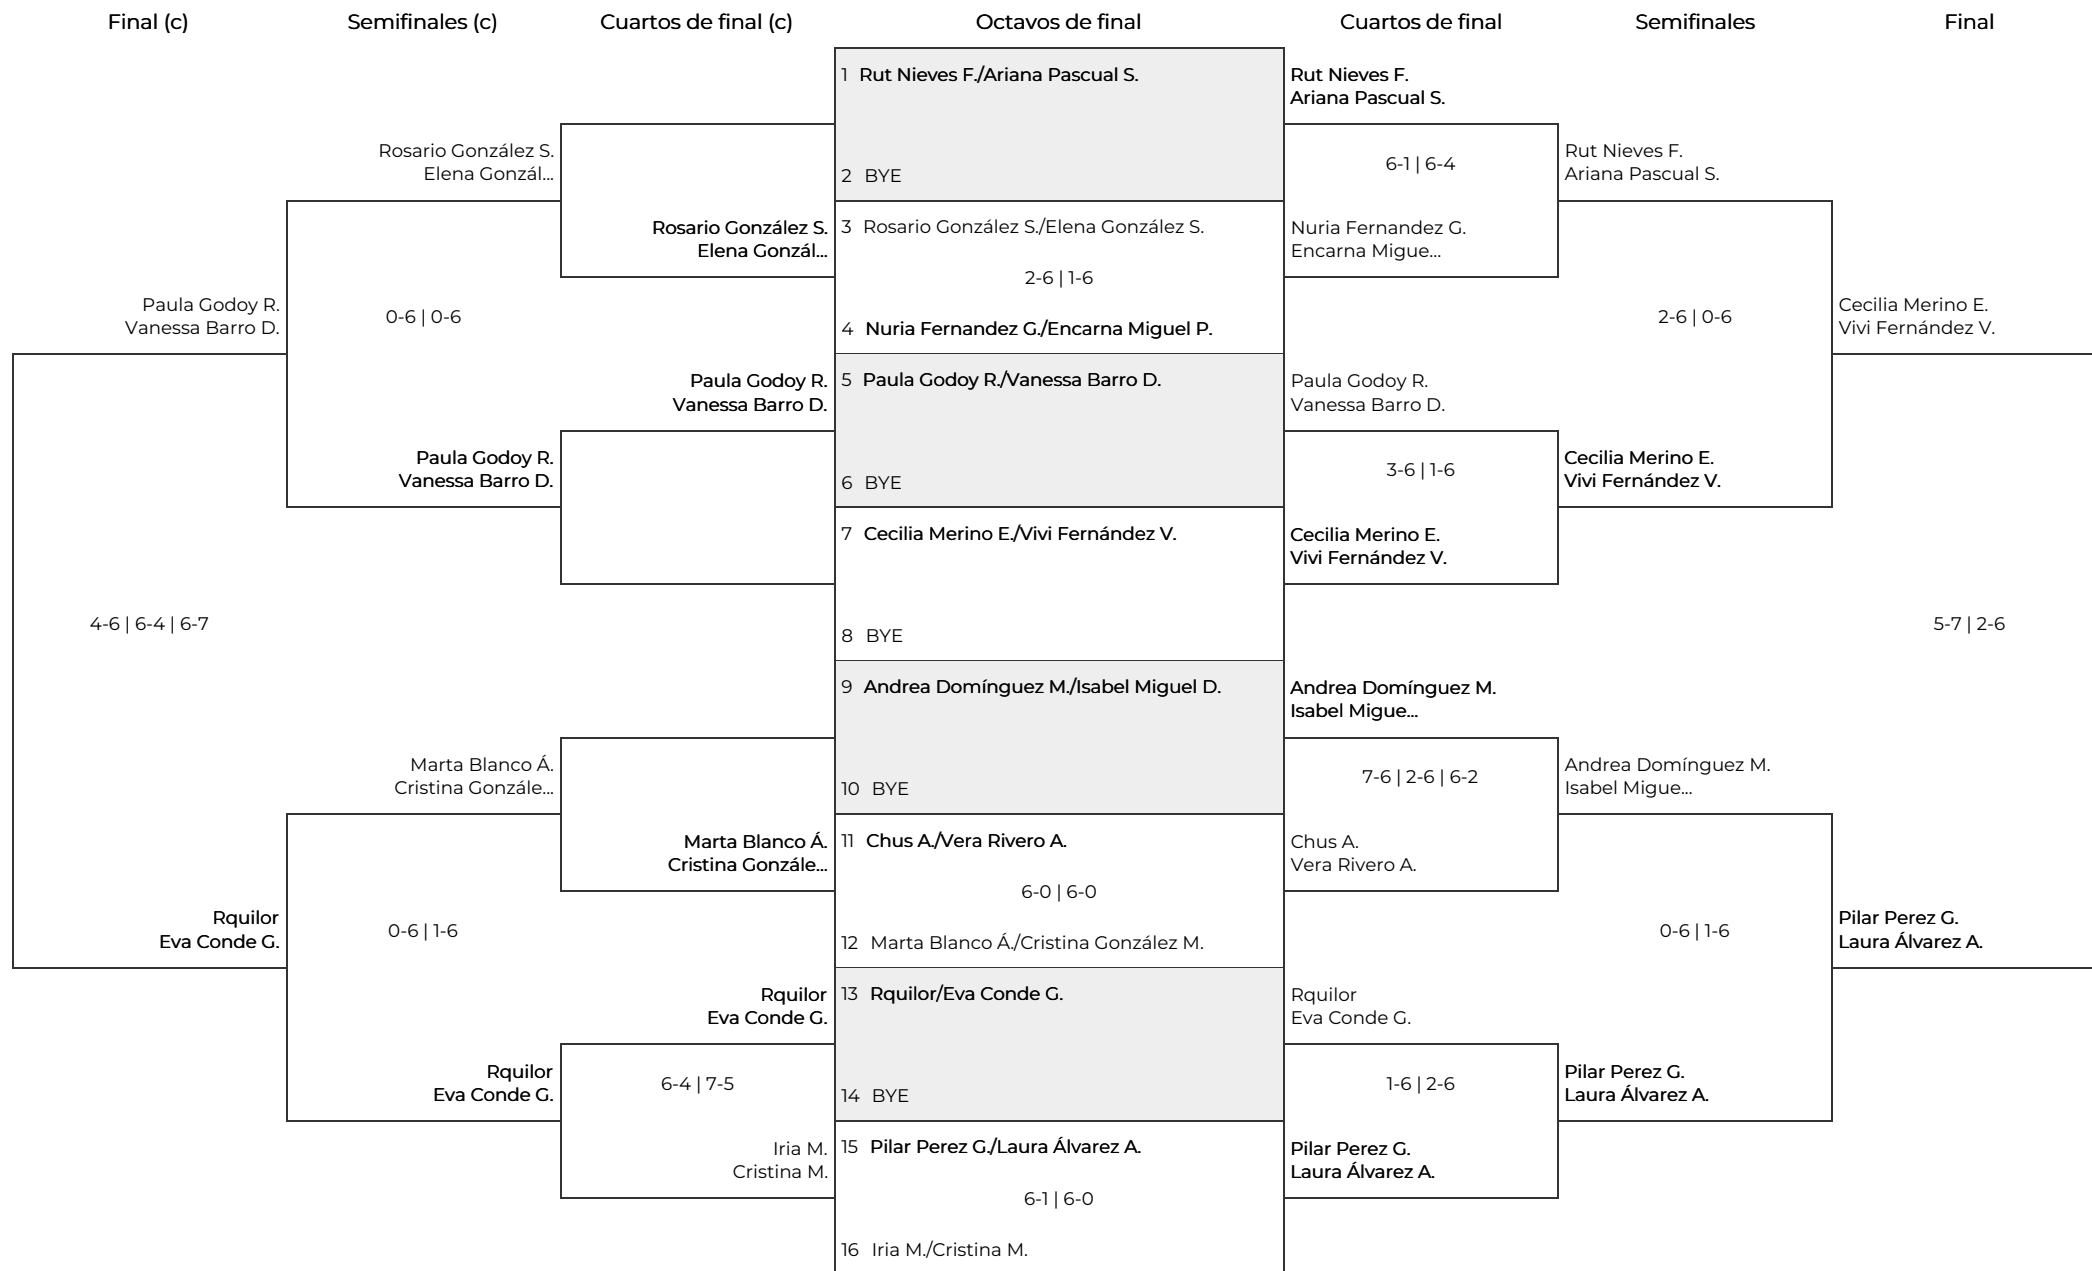 Final (c)
Semifinales (c)
Cuartos de final (c)
Octavos de final
Cuartos de final
Semifinales
Final
Paula Godoy R.
Vanessa Barro D.
4-6 | 6-4 | 6-7
Rquilor
Eva Conde G.
Rosario González S.
Elena Gonzál...
0-6 | 0-6
Paula Godoy R.
Vanessa Barro D.
Marta Blanco Á.
Cristina Gonzále...
0-6 | 1-6
Rquilor
Eva Conde G.
Rosario González S.
Elena Gonzál...
Paula Godoy R.
Vanessa Barro D.
Marta Blanco Á.
Cristina Gonzále...
Rquilor
Eva Conde G.
6-4 | 7-5
Iria M.
Cristina M.
1 Rut Nieves F./Ariana Pascual S.
2 BYE
3 Rosario González S./Elena González S.
2-6 | 1-6
4 Nuria Fernandez G./Encarna Miguel P.
5 Paula Godoy R./Vanessa Barro D.
6 BYE
7 Cecilia Merino E./Vivi Fernández V.
8 BYE
9 Andrea Domínguez M./Isabel Miguel D.
10 BYE
11 Chus A./Vera Rivero A.
6-0 | 6-0
12 Marta Blanco Á./Cristina González M.
13 Rquilor/Eva Conde G.
14 BYE
15 Pilar Perez G./Laura Álvarez A.
6-1 | 6-0
16 Iria M./Cristina M.
Rut Nieves F.
Ariana Pascual S.
6-1 | 6-4
Nuria Fernandez G.
Encarna Migue...
Paula Godoy R.
Vanessa Barro D.
3-6 | 1-6
Cecilia Merino E.
Vivi Fernández V.
Andrea Domínguez M.
Isabel Migue...
7-6 | 2-6 | 6-2
Chus A.
Vera Rivero A.
Rquilor
Eva Conde G.
1-6 | 2-6
Pilar Perez G.
Laura Álvarez A.
Rut Nieves F.
Ariana Pascual S.
2-6 | 0-6
Cecilia Merino E.
Vivi Fernández V.
Andrea Domínguez M.
Isabel Migue...
0-6 | 1-6
Pilar Perez G.
Laura Álvarez A.
Cecilia Merino E.
Vivi Fernández V.
5-7 | 2-6
Pilar Perez G.
Laura Álvarez A.